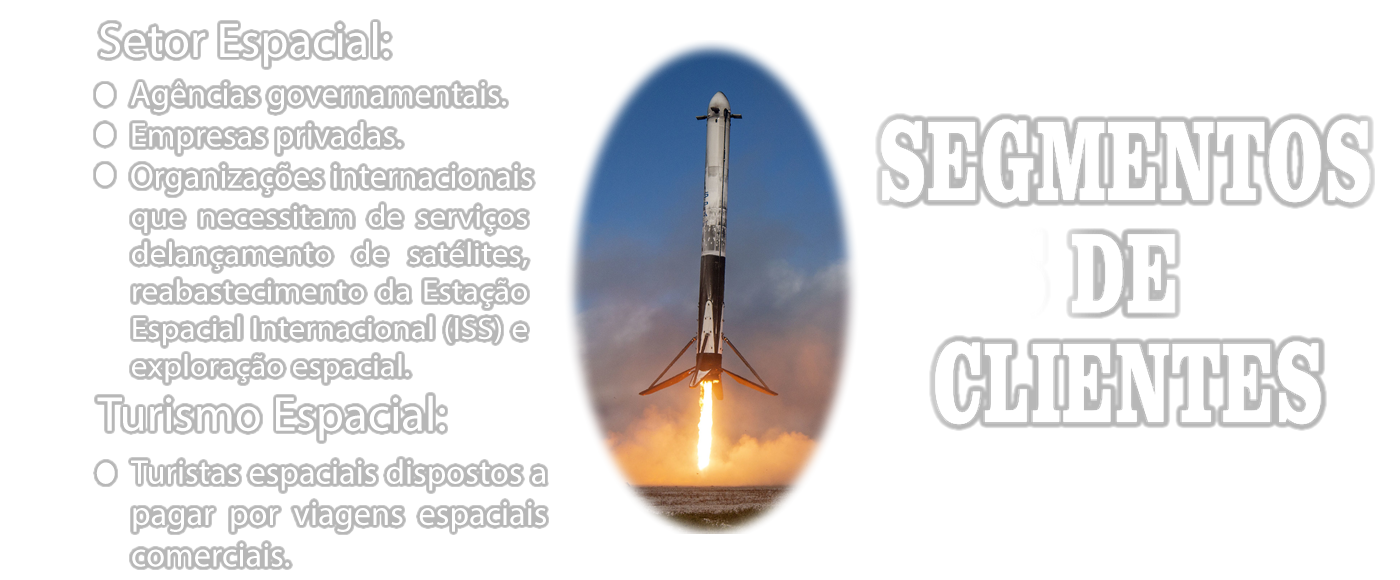 Setor Espacial:
Agências governamentais.
Empresas privadas.
Organizações internacionais
que necessitam de serviços
delançamento de satélites,
reabastecimento da Estação
Espacial Internacional (ISS) e
exploração espacial.
Turismo Espacial:
Turistas espaciais dispostos a
pagar por viagens espaciais
comerciais.
SEGMENTOS
DE
CLIENTES